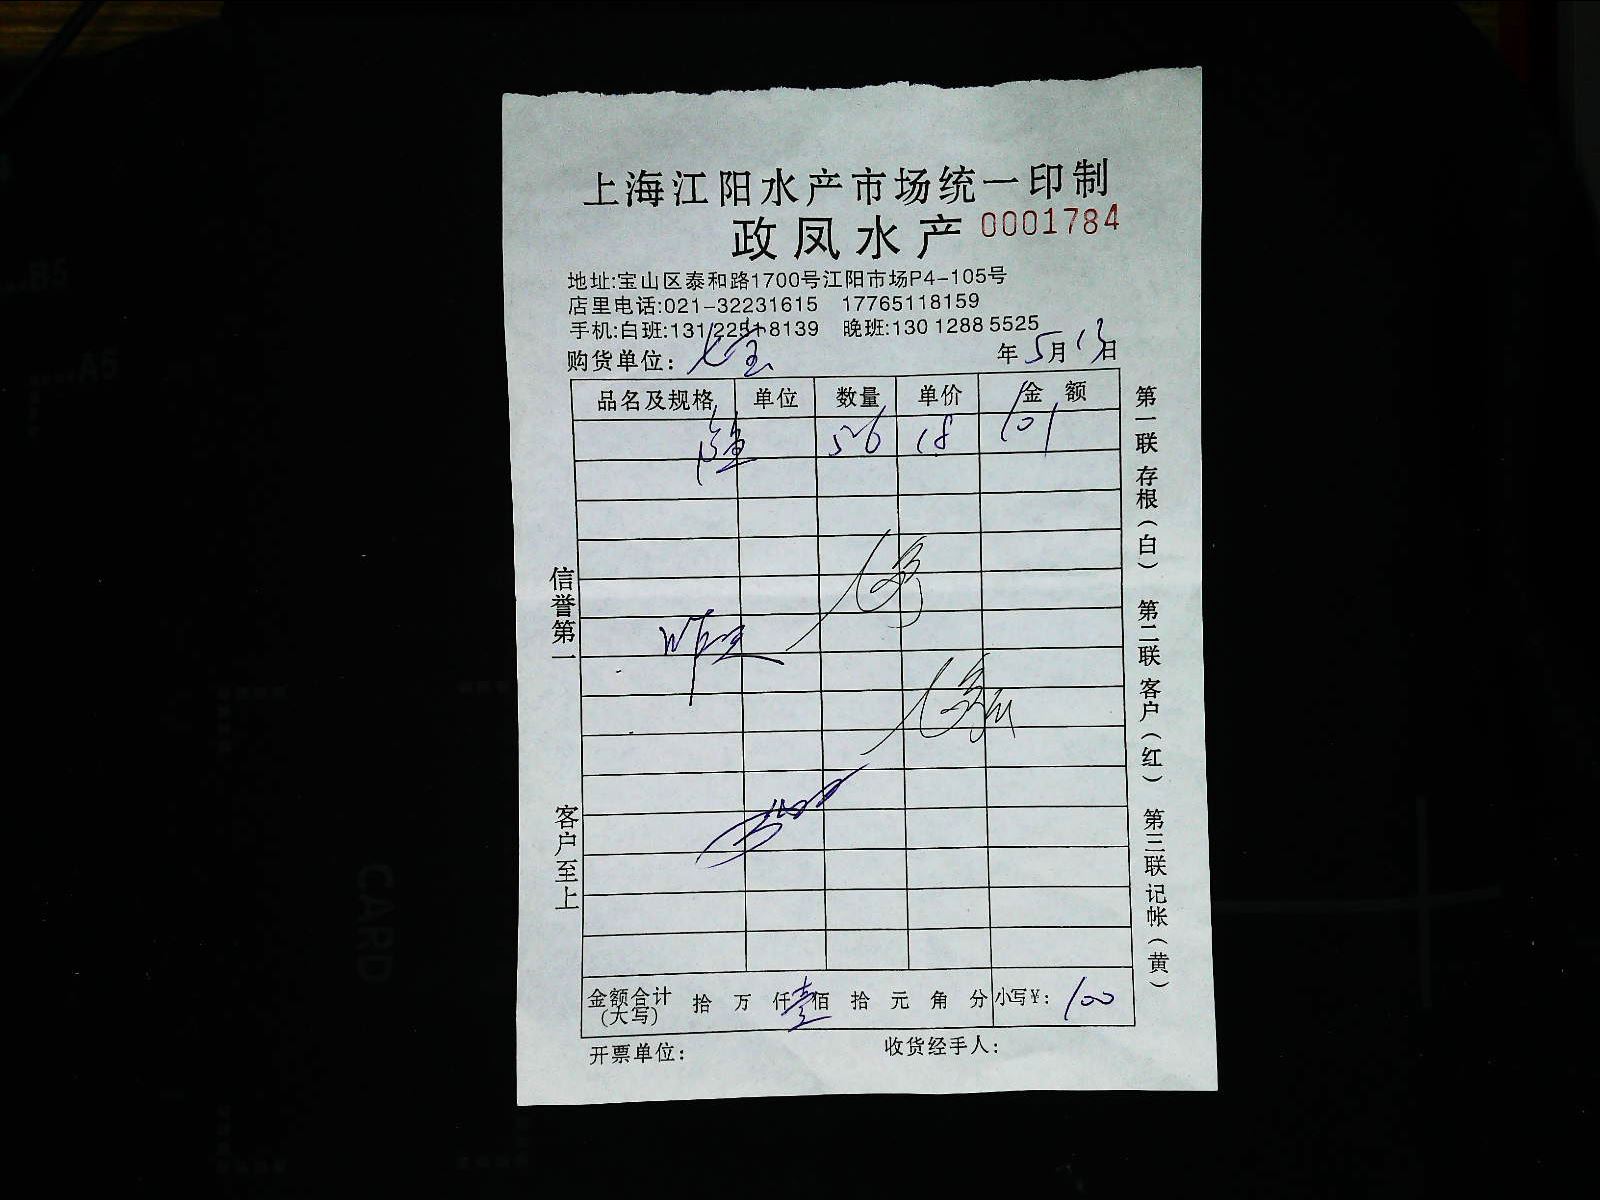 上海江阳水产市场统一印制
政凤水产 0001784
地址:宝山区泰和路1700号江阳市场P4-105号
店里电话:021-32231615 17765118159
手机:白班:131 2251 8139 晚班:130 1288 5525
购货单位: 七宝 年 5月 13日
品名及规格 单位 数量 单价 金额
56 18 101
信誉第一
客户至上
第一联 存根(白) 第二联 客户(红) 第三联 记帐(黄)
金额合计(大写) 拾 万 仟 壹 佰 拾 元 角 分 小写¥: 100
开票单位: 收货经手人:
B5
A6
CARD